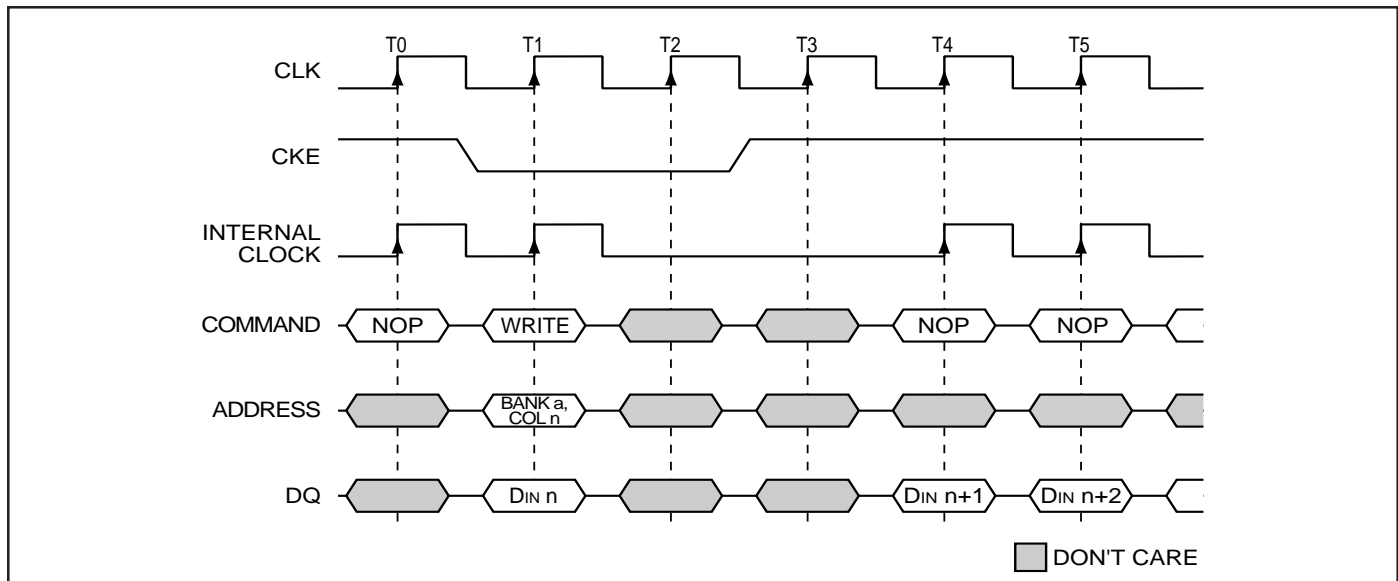 T0 T1 T2 T3 T4 T5
CLK
CKE
INTERNAL
CLOCK
COMMAND NOP WRITE NOP NOP
ADDRESS BANK a,
COL n
DQ DIN n DIN n+1 DIN n+2
DON'T CARE